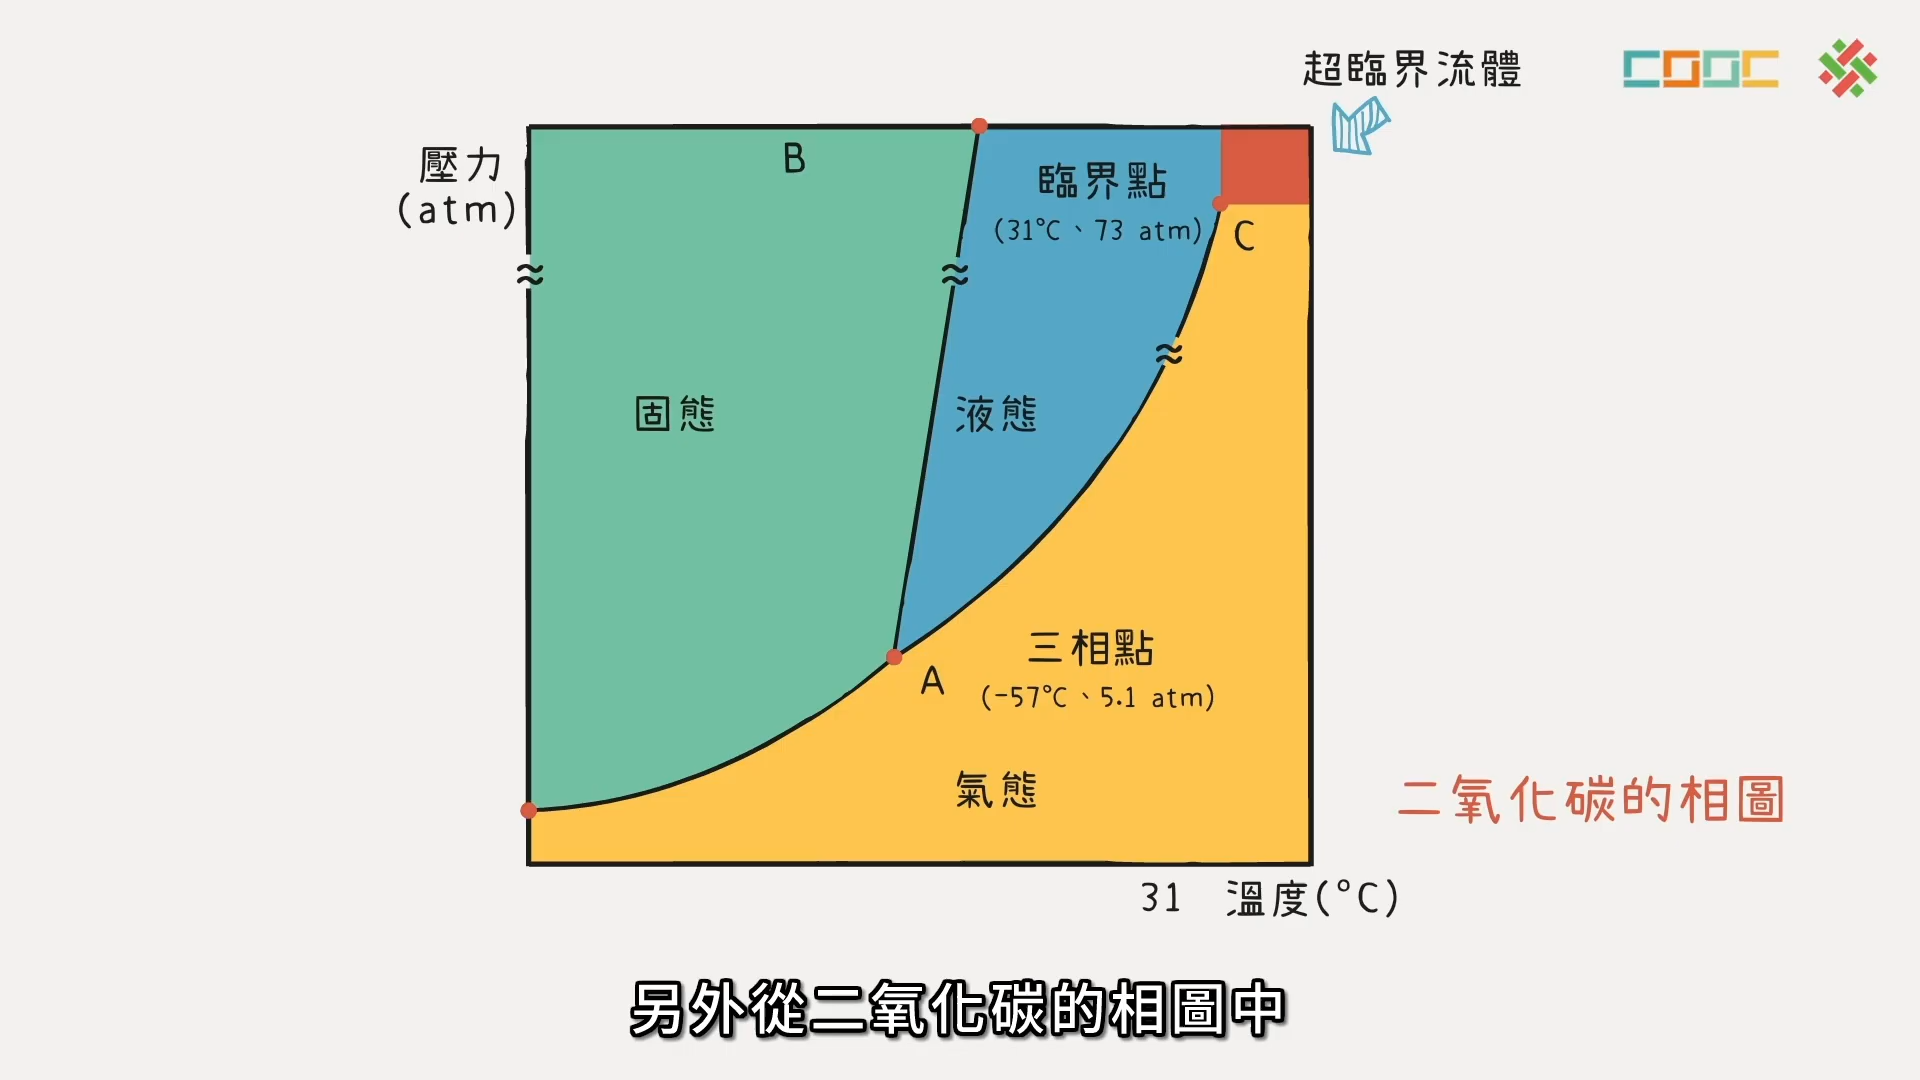 超臨界流體
COOC
壓力
(atm)
B
臨界點
(31℃、73 atm)
C
≈
≈
≈
固態
液態
三相點
A
(-57℃、5.1 atm)
氣態
二氧化碳的相圖
31
溫度(°C)
另外從二氧化碳的相圖中